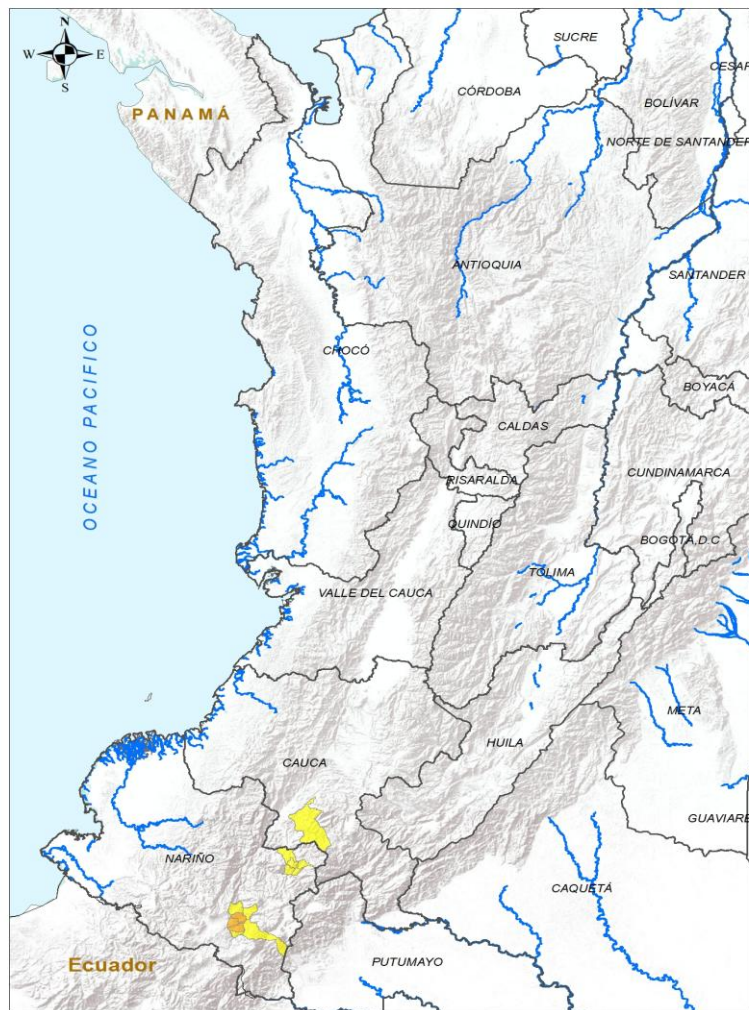 N
W E
S
SUCRE
CESAR
CÓRDOBA
BOLÍVAR
PANAMÁ
NORTE DE SANTANDER
ANTIOQUIA
SANTANDER
OCEANO PACIFICO
CHOCÓ
BOYACÁ
CALDAS
CUNDINAMARCA
RISARALDA
QUINDÍO
BOGOTÁ,D.C
TOLIMA
VALLE DEL CAUCA
META
HUILA
CAUCA
GUAVIARE
NARIÑO
CAQUETÁ
PUTUMAYO
Ecuador